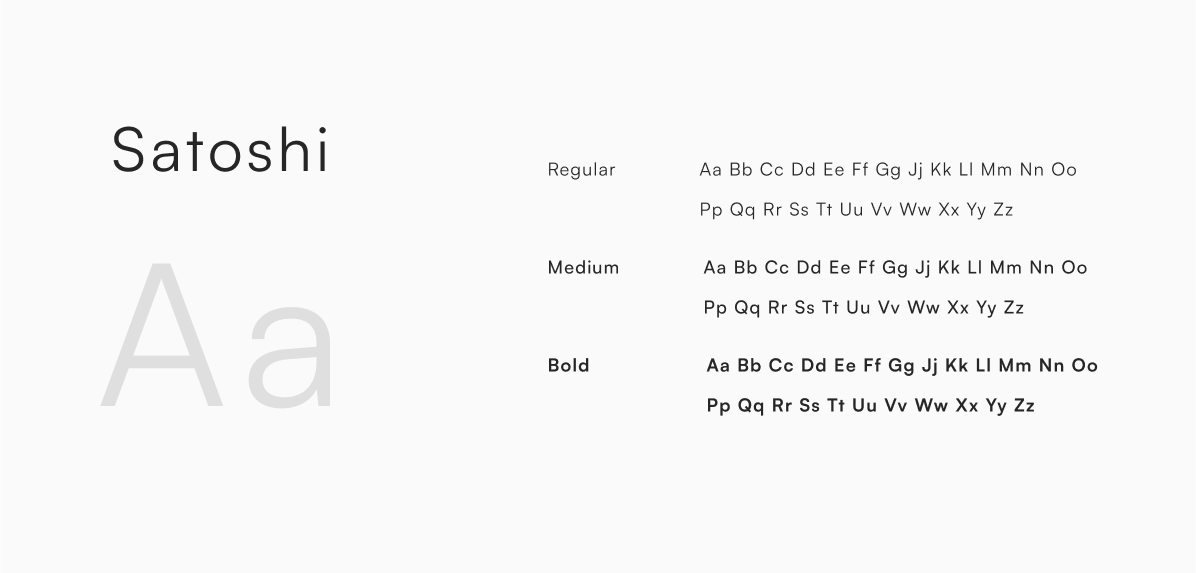 Satoshi
Aa
Regular
Aa Bb Cc Dd Ee Ff Gg Jj Kk Ll Mm Nn Oo
Pp Qq Rr Ss Tt Uu Vv Ww Xx Yy Zz
Medium
Aa Bb Cc Dd Ee Ff Gg Jj Kk Ll Mm Nn Oo
Pp Qq Rr Ss Tt Uu Vv Ww Xx Yy Zz
Bold
Aa Bb Cc Dd Ee Ff Gg Jj Kk Ll Mm Nn Oo
Pp Qq Rr Ss Tt Uu Vv Ww Xx Yy Zz